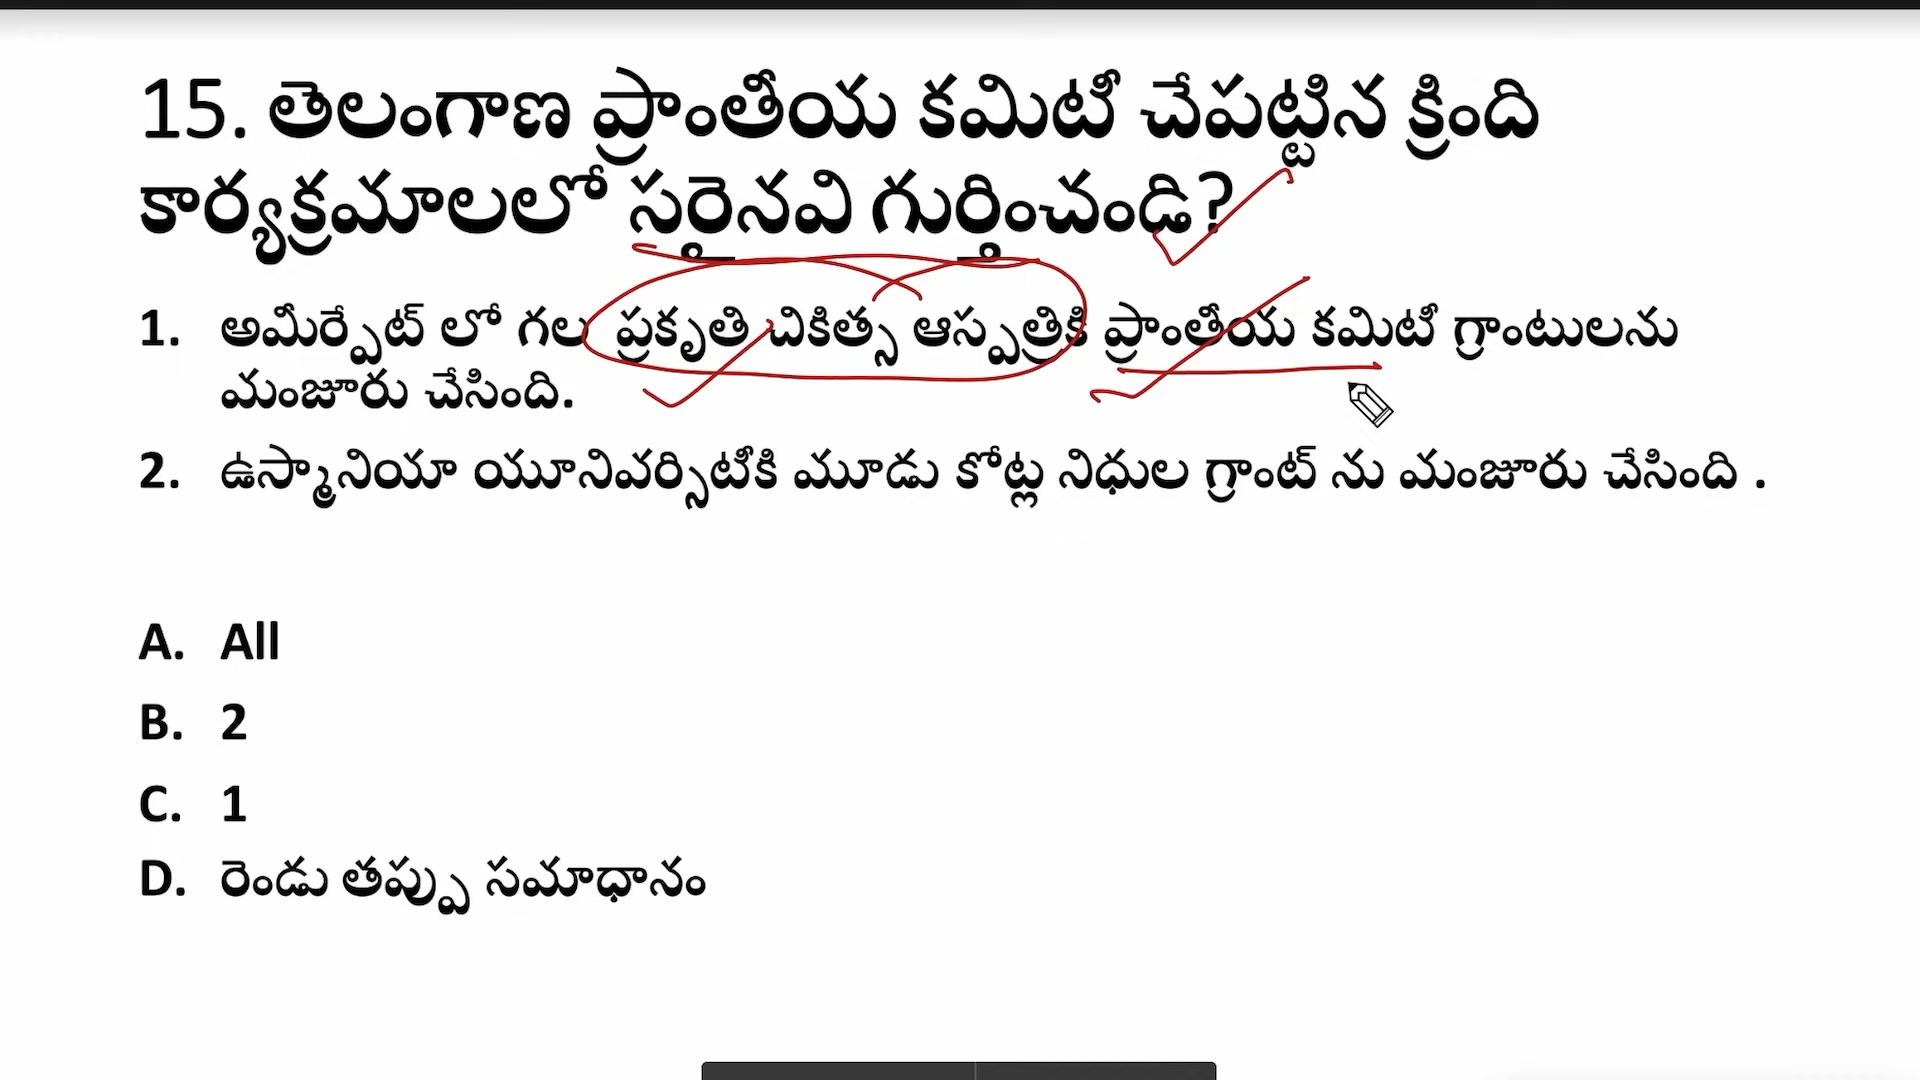 15. తెలంగాణ ప్రాంతీయ కమిటీ చేపట్టిన క్రింది
కార్యక్రమాలలో సరైనవి గుర్తించండి?
1. అమీర్పేట్ లో గల ప్రకృతి చికిత్స ఆస్పత్రికి ప్రాంతీయ కమిటీ గ్రాంటులను
మంజూరు చేసింది.
2. ఉస్మానియా యూనివర్సిటీకి మూడు కోట్ల నిధుల గ్రాంట్ ను మంజూరు చేసింది .
A. All
B. 2
C. 1
D. రెండు తప్పు సమాధానం